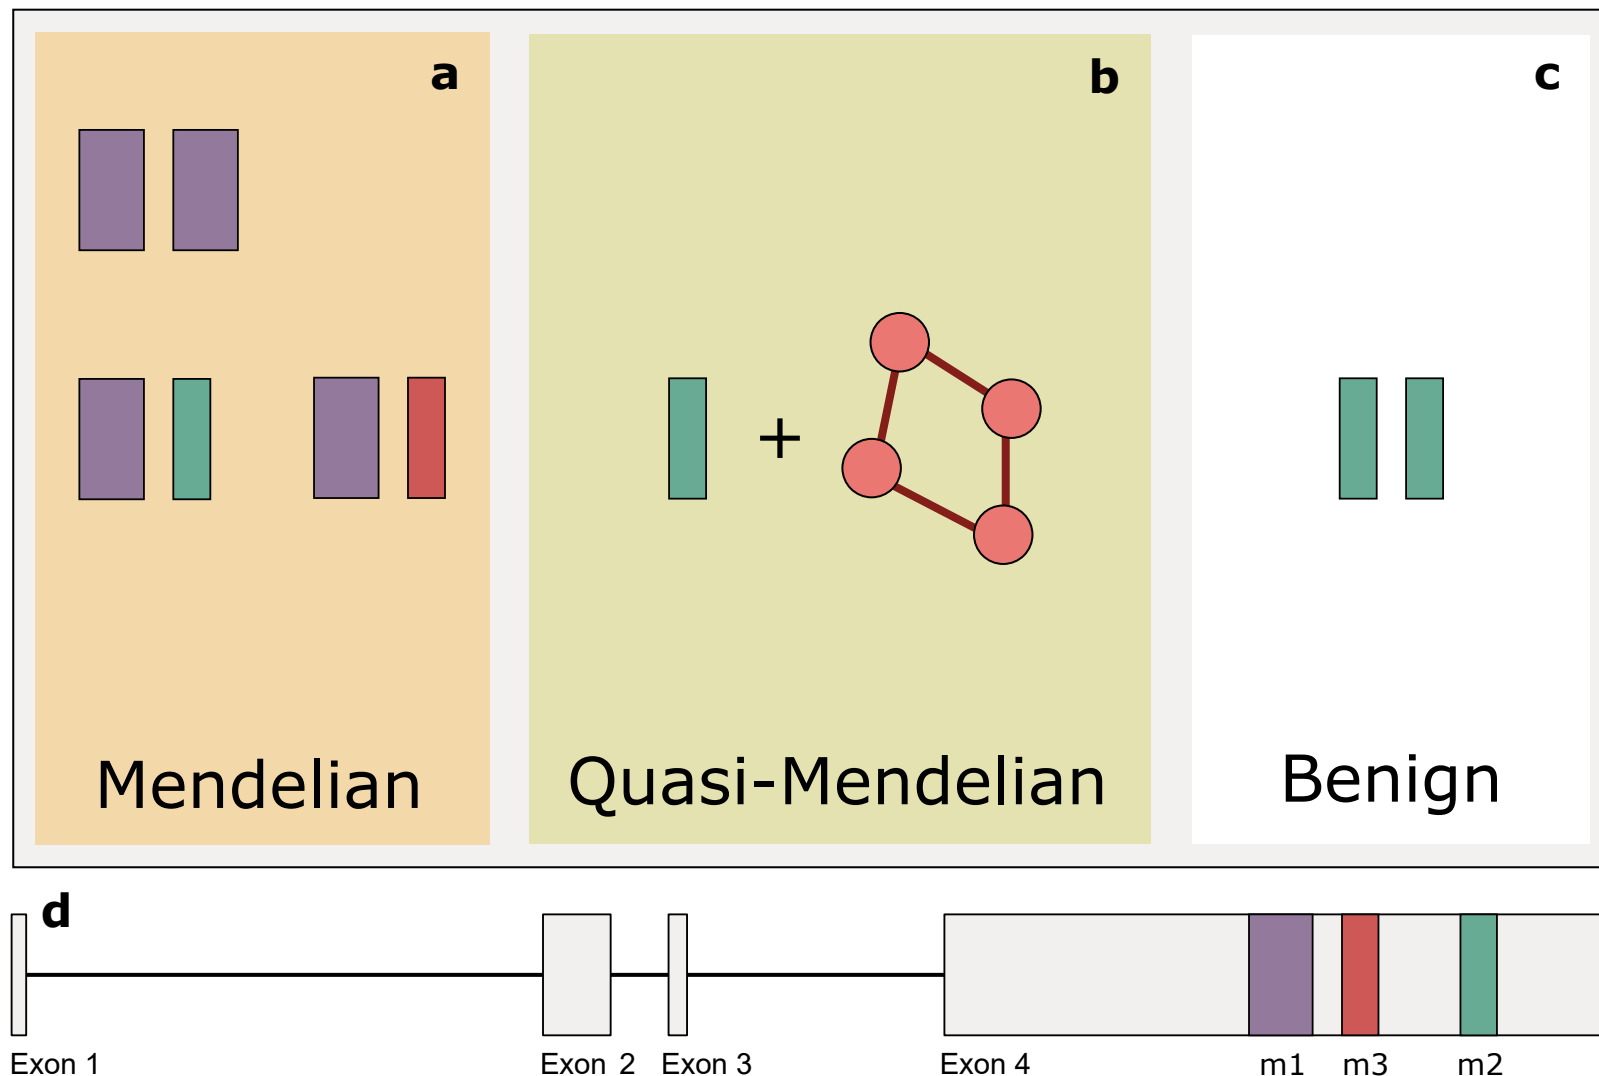 a
b
c
+
Mendelian
Quasi-Mendelian
Benign
d
Exon 1
Exon 2
Exon 3
Exon 4
m1
m3
m2